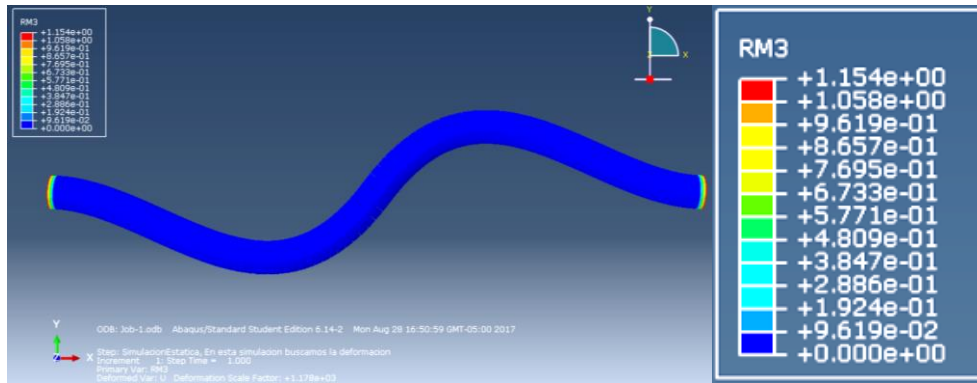 RM3
+1.154e+00
+1.058e+00
+9.619e-01
+8.657e-01
+7.695e-01
+6.733e-01
+5.771e-01
+4.809e-01
+3.847e-01
+2.886e-01
+1.924e-01
+9.619e-02
+0.000e+00
Y
X
Z
Y
X
ODB: Job-1.odb Abaqus/Standard Student Edition 6.14-2 Mon Aug 28 16:50:59 GMT-05:00 2017
Step: SimulacionEstatica, En esta simulacion buscamos la deformacion
Increment 1: Step Time = 1.000
Primary Var: RM3
Deformed Var: U Deformation Scale Factor: +1.178e+03
RM3
+1.154e+00
+1.058e+00
+9.619e-01
+8.657e-01
+7.695e-01
+6.733e-01
+5.771e-01
+4.809e-01
+3.847e-01
+2.886e-01
+1.924e-01
+9.619e-02
+0.000e+00